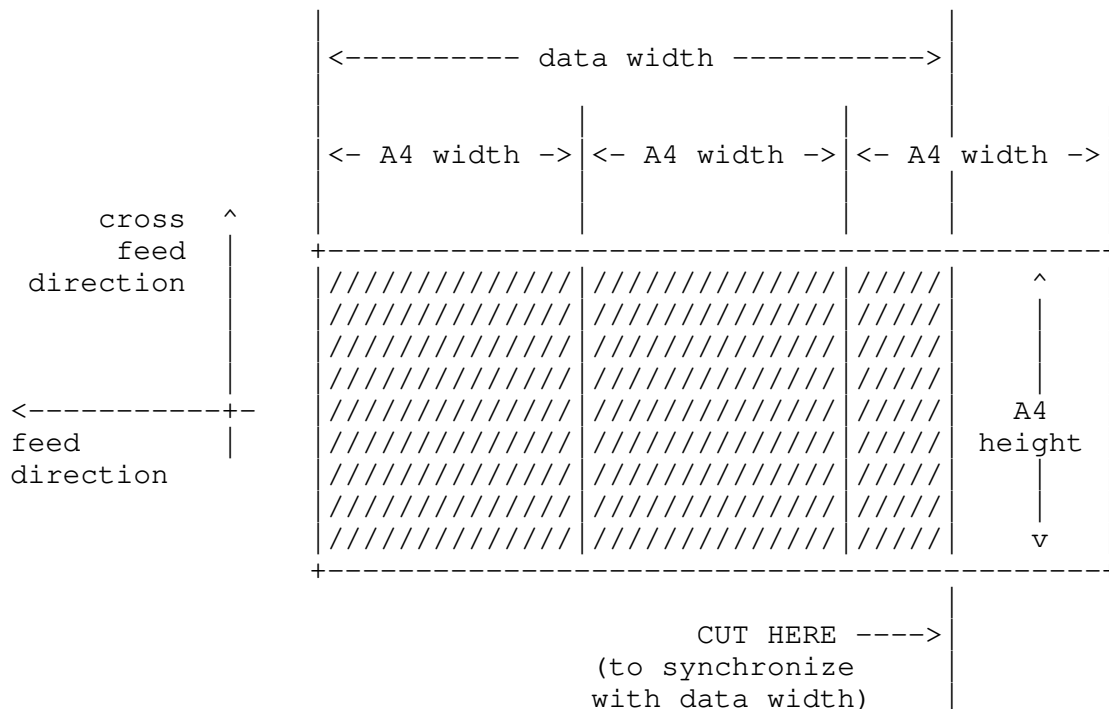 <---------- data width ----------->
<- A4 width -> <- A4 width -> <- A4 width ->
cross ^
feed
direction ^
<-----------+-
A4
feed
height
direction
v
CUT HERE ---->
(to synchronize
with data width)